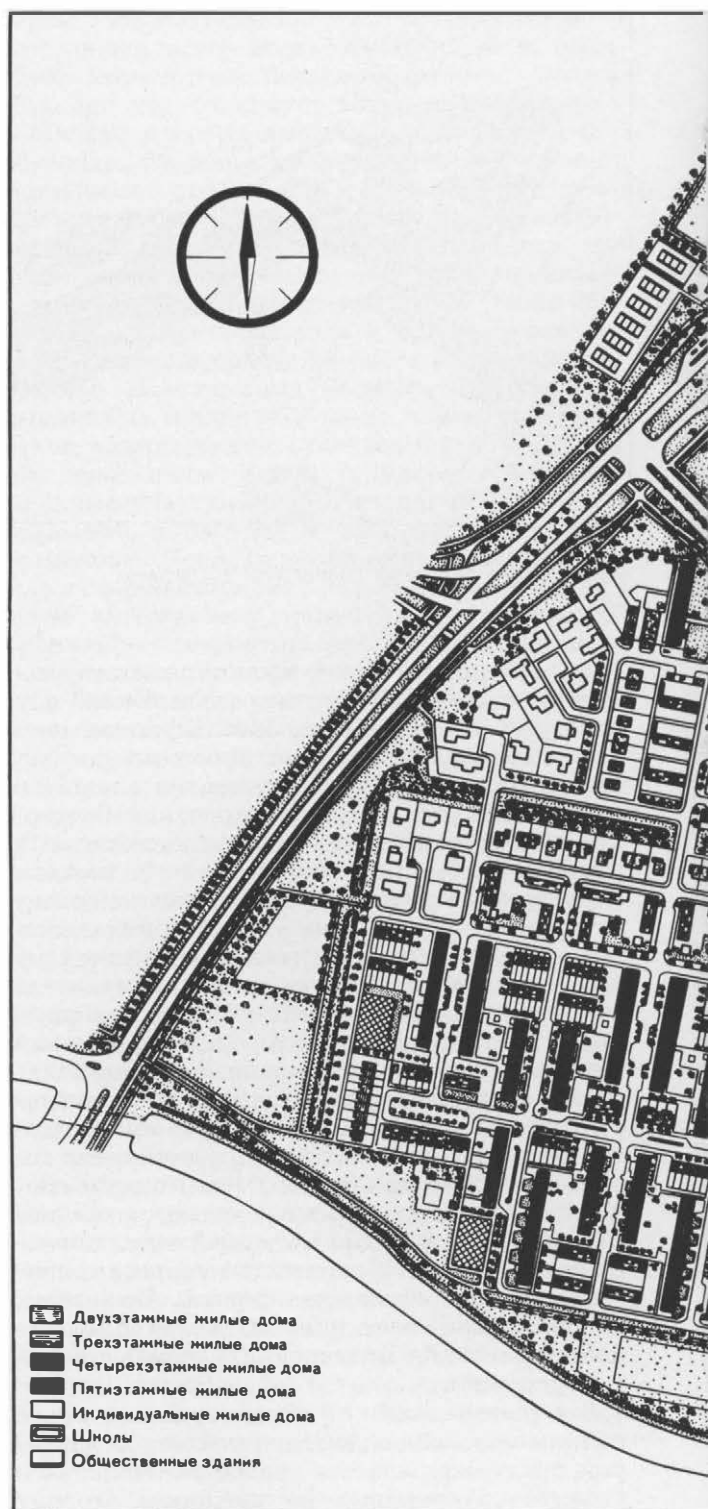 Двухэтажные жилые дома
Трехэтажные жилые дома
Четырехэтажные жилые дома
Пятиэтажные жилые дома
Индивидуальные жилые дома
Школы
Общественные здания